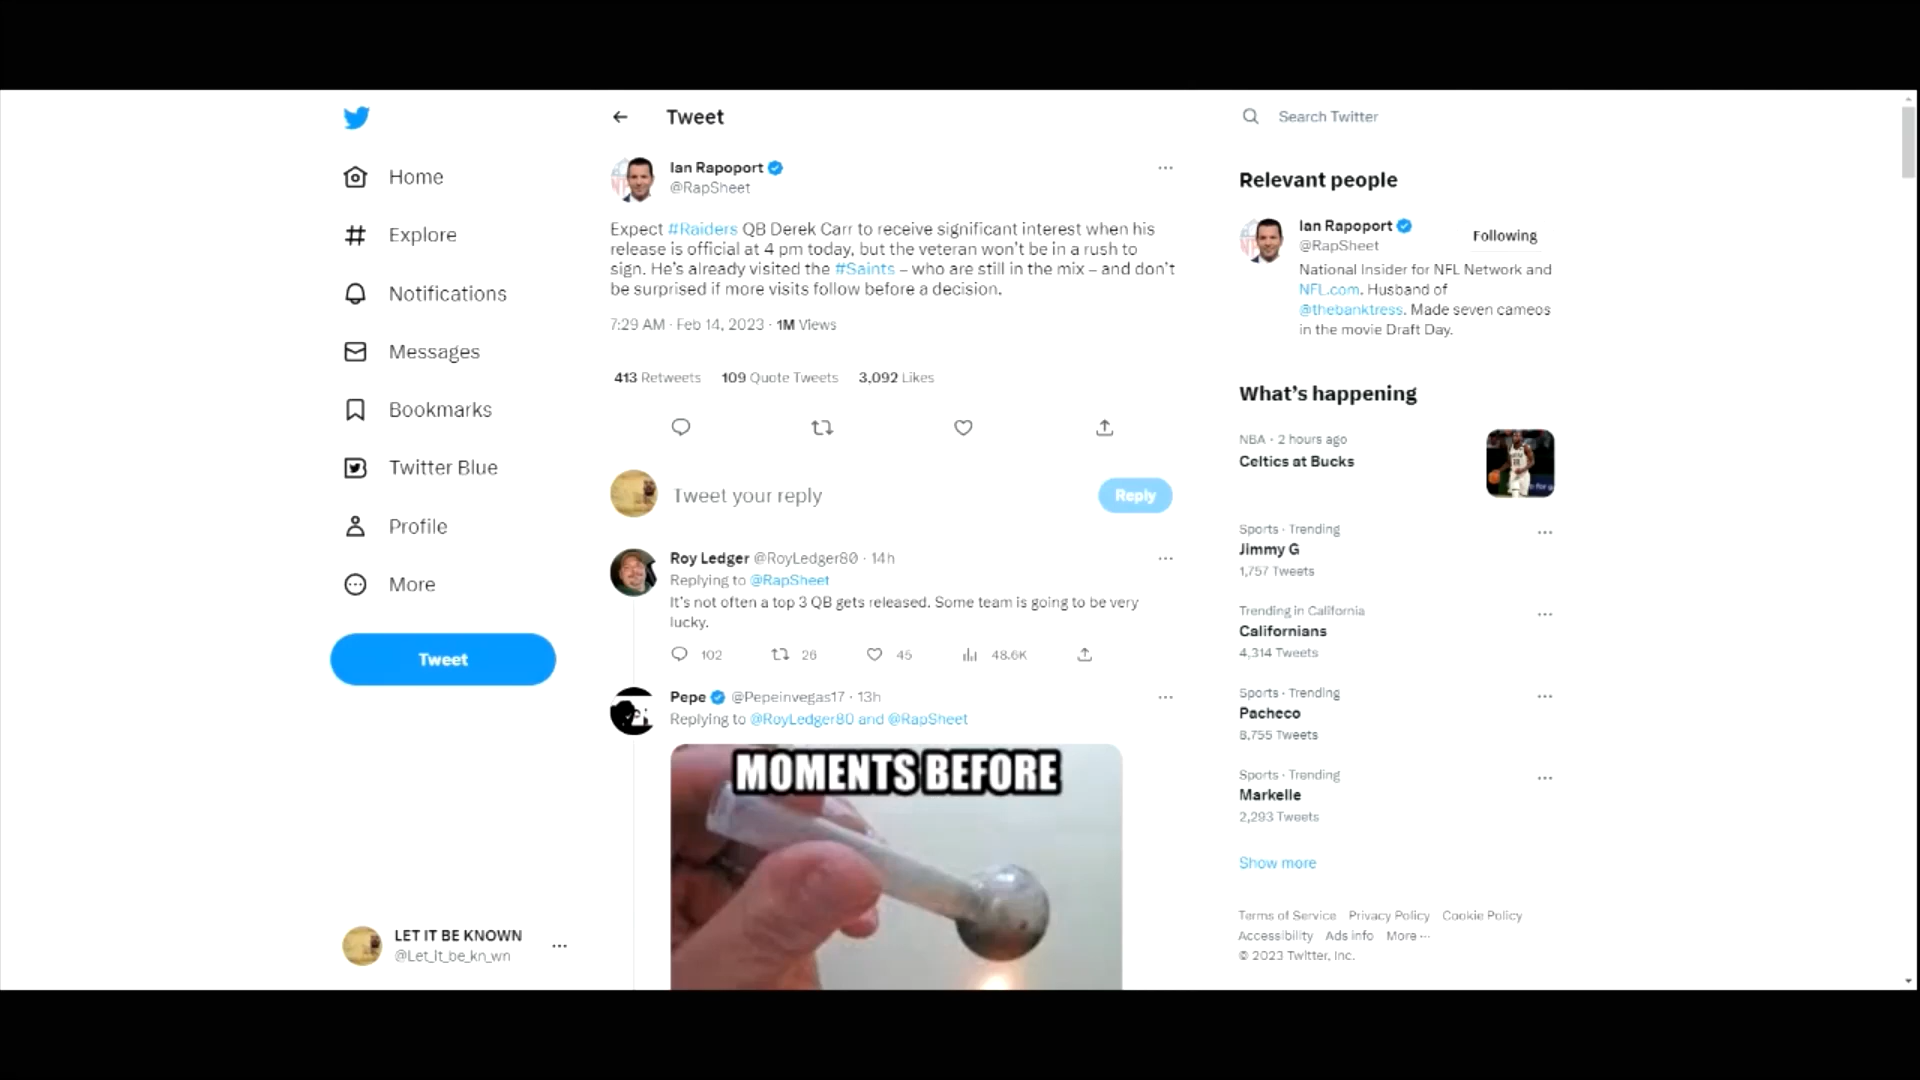 Tweet
Search Twitter
Home
Explore
Notifications
Messages
Bookmarks
Twitter Blue
Profile
More
Tweet
LET IT BE KNOWN
@Let_it_be_kn_wn
Ian Rapoport
@RapSheet
Expect #Raiders QB Derek Carr to receive significant interest when his
release is official at 4 pm today, but the veteran won't be in a rush to
sign. He's already visited the #Saints – who are still in the mix – and don't
be surprised if more visits follow before a decision.
7:29 AM · Feb 14, 2023 · 1M Views
413 Retweets 109 Quote Tweets 3,092 Likes
Tweet your reply
Reply
Roy Ledger @RoyLedger80 · 14h
Replying to @RapSheet
It's not often a top 3 QB gets released. Some team is going to be very
lucky.
102 26 45 48.6K
Pepe @Pepeinvegas17 · 13h
Replying to @RoyLedger80 and @RapSheet
MOMENTS BEFORE
Relevant people
Ian Rapoport
@RapSheet
Following
National Insider for NFL Network and
NFL.com. Husband of
@thebanktress. Made seven cameos
in the movie Draft Day.
What's happening
NBA · 2 hours ago
Celtics at Bucks
Sports · Trending
Jimmy G
1,757 Tweets
Trending in California
Californians
4,314 Tweets
Sports · Trending
Pacheco
8,755 Tweets
Sports · Trending
Markelle
2,293 Tweets
Show more
Terms of Service Privacy Policy Cookie Policy
Accessibility Ads info More ···
© 2023 Twitter, Inc.